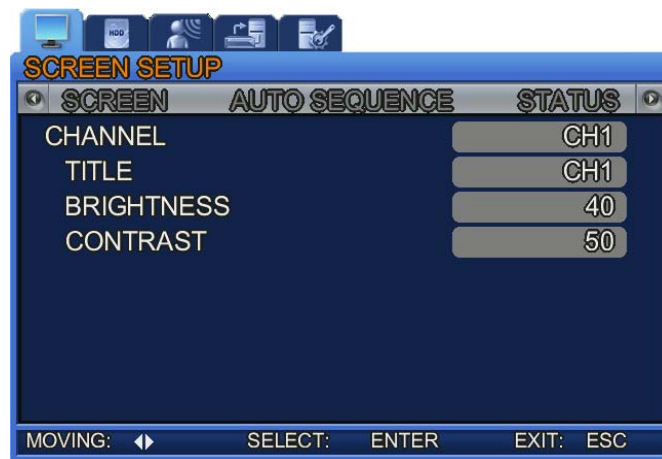 HDD
SCREEN SETUP
SCREEN AUTO SEQUENCE STATUS
CHANNEL CH1
TITLE CH1
BRIGHTNESS 40
CONTRAST 50
MOVING: SELECT: ENTER EXIT: ESC